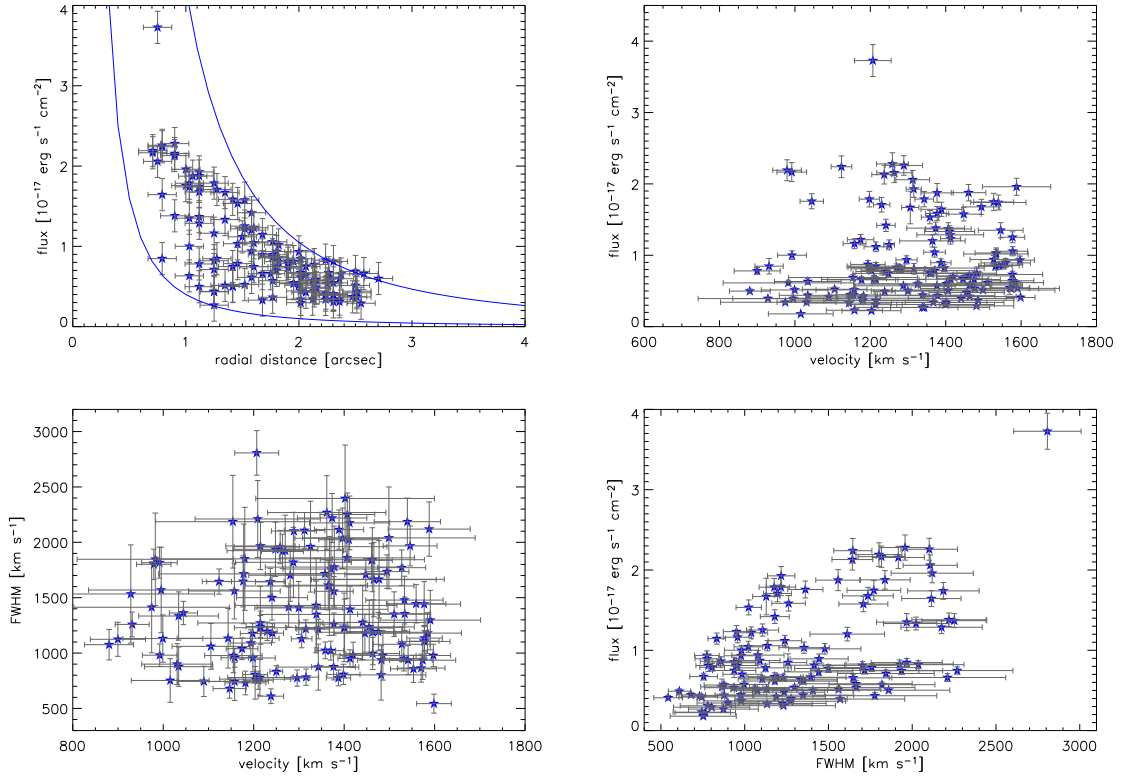 4
3
2
1
0
flux [10⁻¹⁷ erg s⁻¹ cm⁻²]
0 1 2 3 4
radial distance [arcsec]
4
3
2
1
0
flux [10⁻¹⁷ erg s⁻¹ cm⁻²]
600 800 1000 1200 1400 1600 1800
velocity [km s⁻¹]
3000
2500
2000
1500
1000
500
FWHM [km s⁻¹]
800 1000 1200 1400 1600 1800
velocity [km s⁻¹]
4
3
2
1
0
flux [10⁻¹⁷ erg s⁻¹ cm⁻²]
500 1000 1500 2000 2500 3000
FWHM [km s⁻¹]